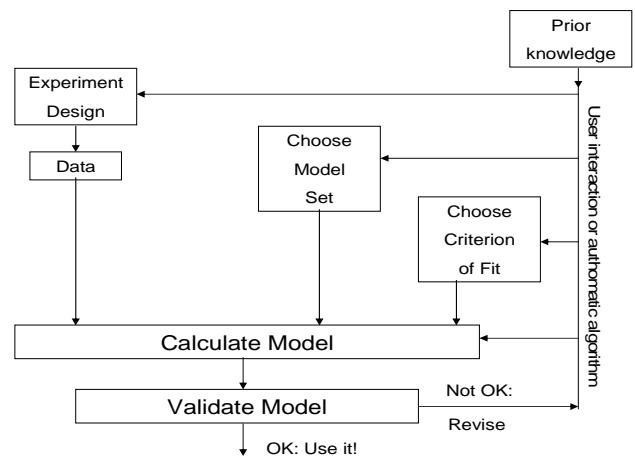 Prior
knowledge
Experiment
Design
Data
Choose
Model
Set
Choose
Criterion
of Fit
User interaction or authomatic algorithm
Calculate Model
Validate Model
Not OK:
Revise
OK: Use it!